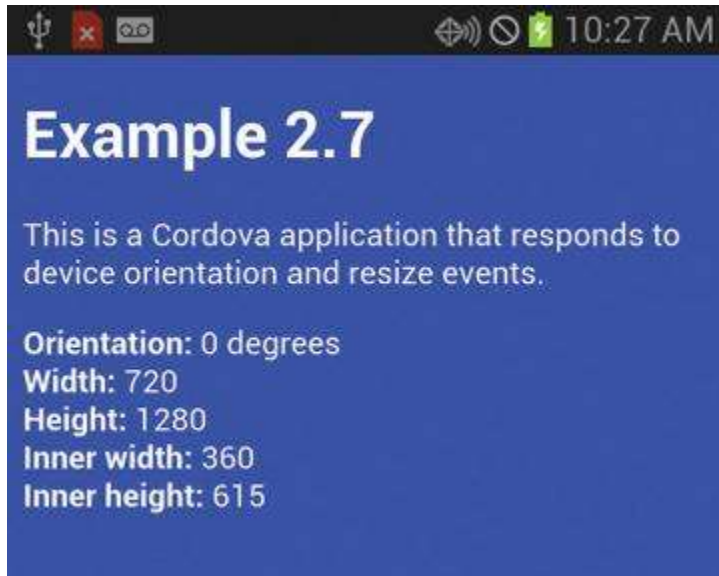 10:27 AM
Example 2.7
This is a Cordova application that responds to
device orientation and resize events.
Orientation: 0 degrees
Width: 720
Height: 1280
Inner width: 360
Inner height: 615